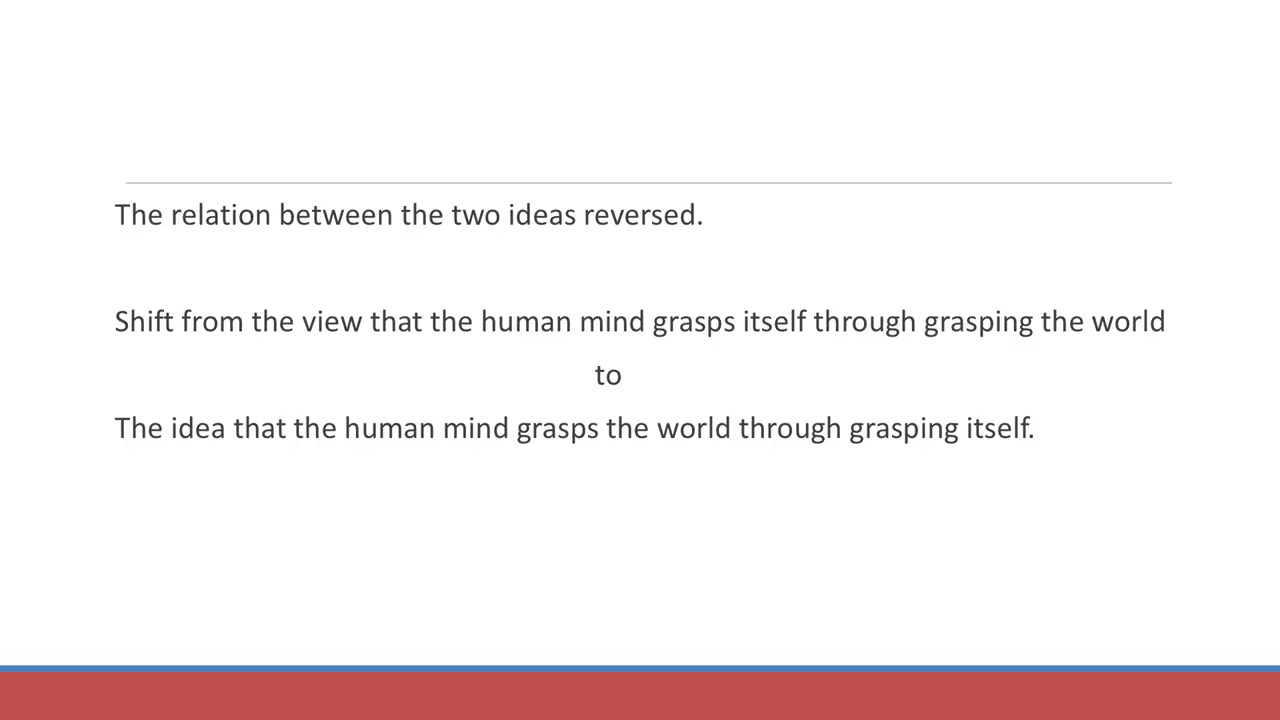 The relation between the two ideas reversed.
Shift from the view that the human mind grasps itself through grasping the world
to
The idea that the human mind grasps the world through grasping itself.